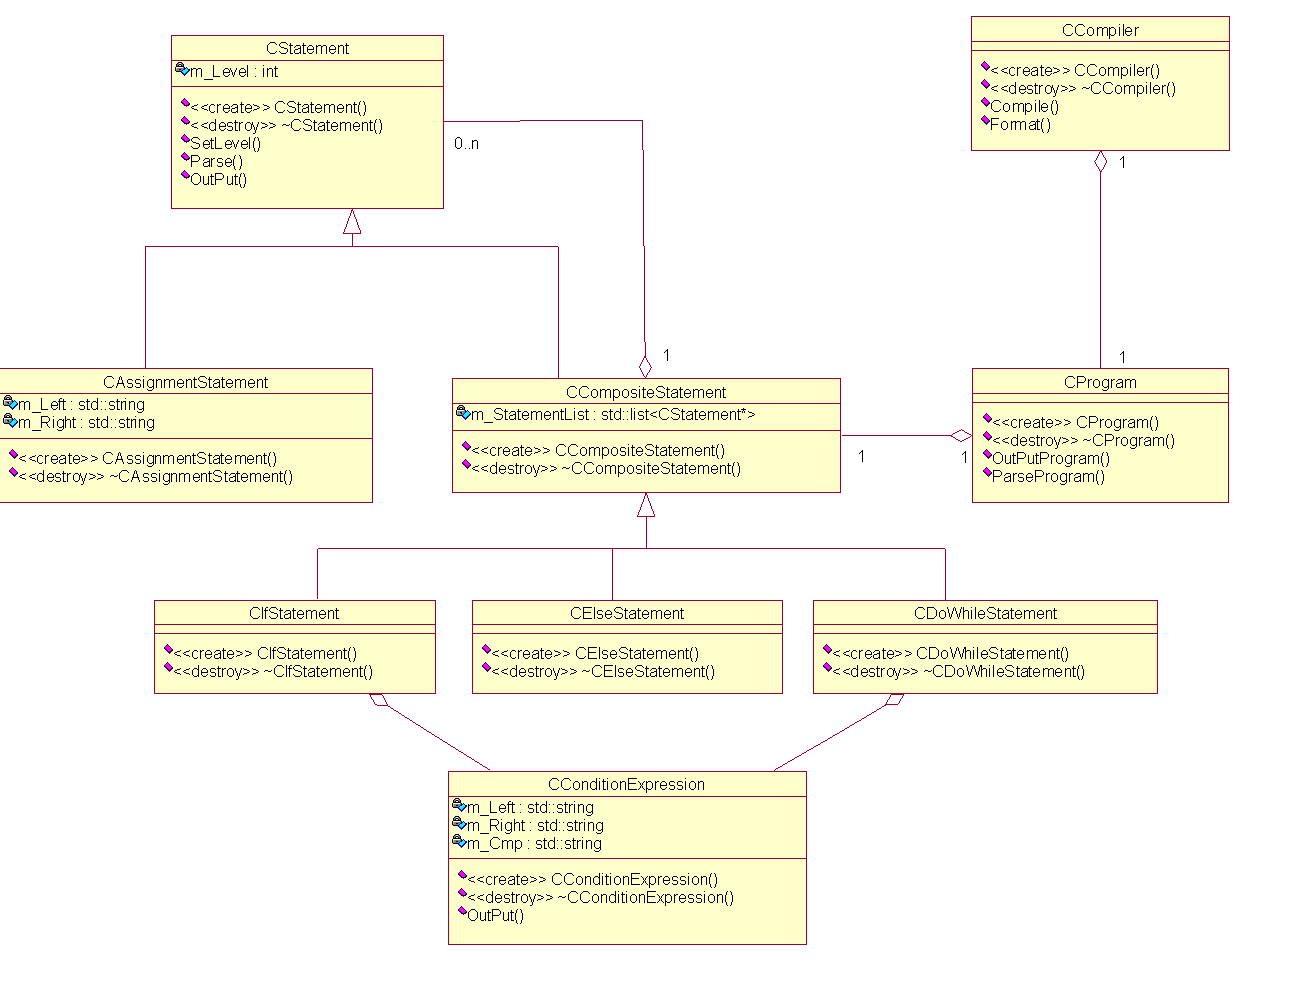 CStatement
m_Level : int
<<create>> CStatement()
<<destroy>> ~CStatement()
SetLevel()
Parse()
OutPut()
0..n
CCompiler
<<create>> CCompiler()
<<destroy>> ~CCompiler()
Compile()
Format()
1
1
1
CAssignmentStatement
m_Left : std::string
m_Right : std::string
<<create>> CAssignmentStatement()
<<destroy>> ~CAssignmentStatement()
CCompositeStatement
m_StatementList : std::list<CStatement*>
<<create>> CCompositeStatement()
<<destroy>> ~CCompositeStatement()
1
1
CProgram
<<create>> CProgram()
<<destroy>> ~CProgram()
OutPutProgram()
ParseProgram()
CIfStatement
<<create>> CIfStatement()
<<destroy>> ~CIfStatement()
CElseStatement
<<create>> CElseStatement()
<<destroy>> ~CElseStatement()
CDoWhileStatement
<<create>> CDoWhileStatement()
<<destroy>> ~CDoWhileStatement()
CConditionExpression
m_Left : std::string
m_Right : std::string
m_Cmp : std::string
<<create>> CConditionExpression()
<<destroy>> ~CConditionExpression()
OutPut()